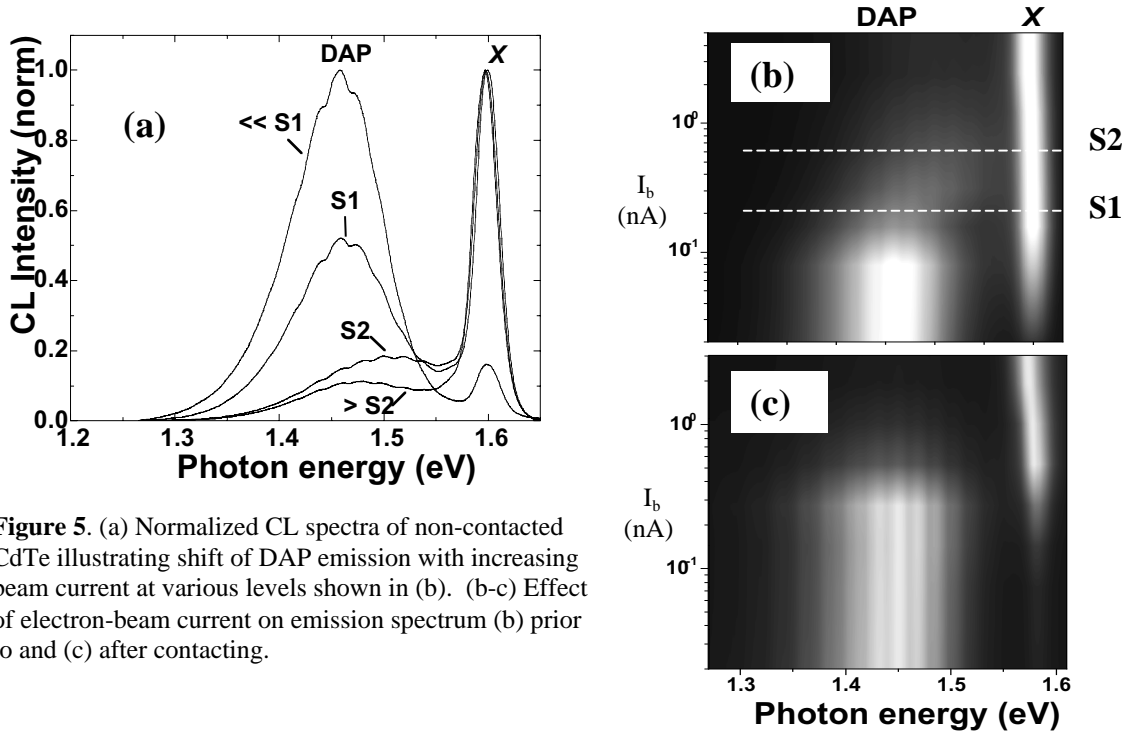 DAP
X
(a)
<< S1
S1
S2
> S2
CL Intensity (norm)
1.0
0.8
0.6
0.4
0.2
0.0
1.2
1.3
1.4
1.5
1.6
Photon energy (eV)
DAP
X
(b)
10⁰
10⁻¹
I_b
(nA)
S2
S1
(c)
10⁰
10⁻¹
I_b
(nA)
1.3
1.4
1.5
1.6
Photon energy (eV)
Figure 5. (a) Normalized CL spectra of non-contacted
CdTe illustrating shift of DAP emission with increasing
beam current at various levels shown in (b). (b-c) Effect
of electron-beam current on emission spectrum (b) prior
to and (c) after contacting.